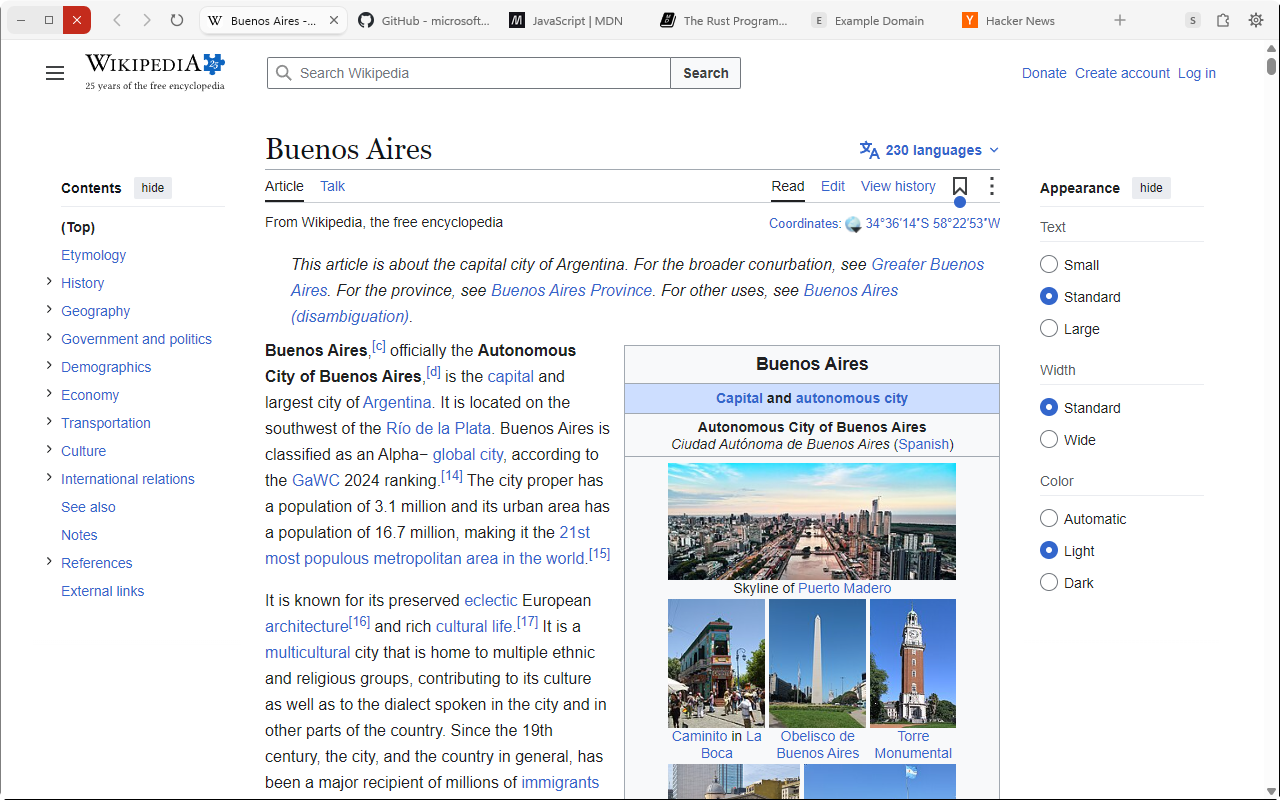 Buenos Aires -...
GitHub - microsoft...
JavaScript | MDN
The Rust Program...
E
Example Domain
Hacker News
S
WIKIPEDIA 25
25 years of the free encyclopedia
Search Wikipedia
Search
Donate
Create account
Log in
Contents
hide
(Top)
Etymology
History
Geography
Government and politics
Demographics
Economy
Transportation
Culture
International relations
See also
Notes
References
External links
Buenos Aires
230 languages
Article
Talk
Read
Edit
View history
From Wikipedia, the free encyclopedia
Coordinates: 34°36′14″S 58°22′53″W
This article is about the capital city of Argentina. For the broader conurbation, see Greater Buenos
Aires. For the province, see Buenos Aires Province. For other uses, see Buenos Aires
(disambiguation).
Buenos Aires,[c] officially the Autonomous
City of Buenos Aires,[d] is the capital and
largest city of Argentina. It is located on the
southwest of the Río de la Plata. Buenos Aires is
classified as an Alpha− global city, according to
the GaWC 2024 ranking.[14] The city proper has
a population of 3.1 million and its urban area has
a population of 16.7 million, making it the 21st
most populous metropolitan area in the world.[15]
It is known for its preserved eclectic European
architecture[16] and rich cultural life.[17] It is a
multicultural city that is home to multiple ethnic
and religious groups, contributing to its culture
as well as to the dialect spoken in the city and in
other parts of the country. Since the 19th
century, the city, and the country in general, has
been a major recipient of millions of immigrants
Buenos Aires
Capital and autonomous city
Autonomous City of Buenos Aires
Ciudad Autónoma de Buenos Aires (Spanish)
Skyline of Puerto Madero
Caminito in La
Boca
Obelisco de
Buenos Aires
Torre
Monumental
Appearance
hide
Text
Small
Standard
Large
Width
Standard
Wide
Color
Automatic
Light
Dark